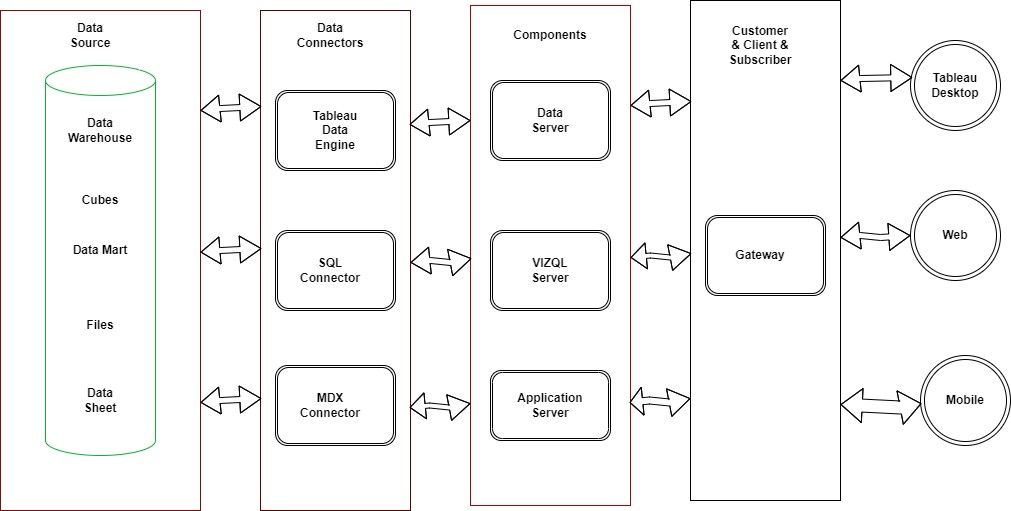 Data
Source
Data
Warehouse
Cubes
Data Mart
Files
Data
Sheet
Data
Connectors
Tableau
Data
Engine
SQL
Connector
MDX
Connector
Components
Data
Server
VIZQL
Server
Application
Server
Customer
& Client &
Subscriber
Gateway
Tableau
Desktop
Web
Mobile